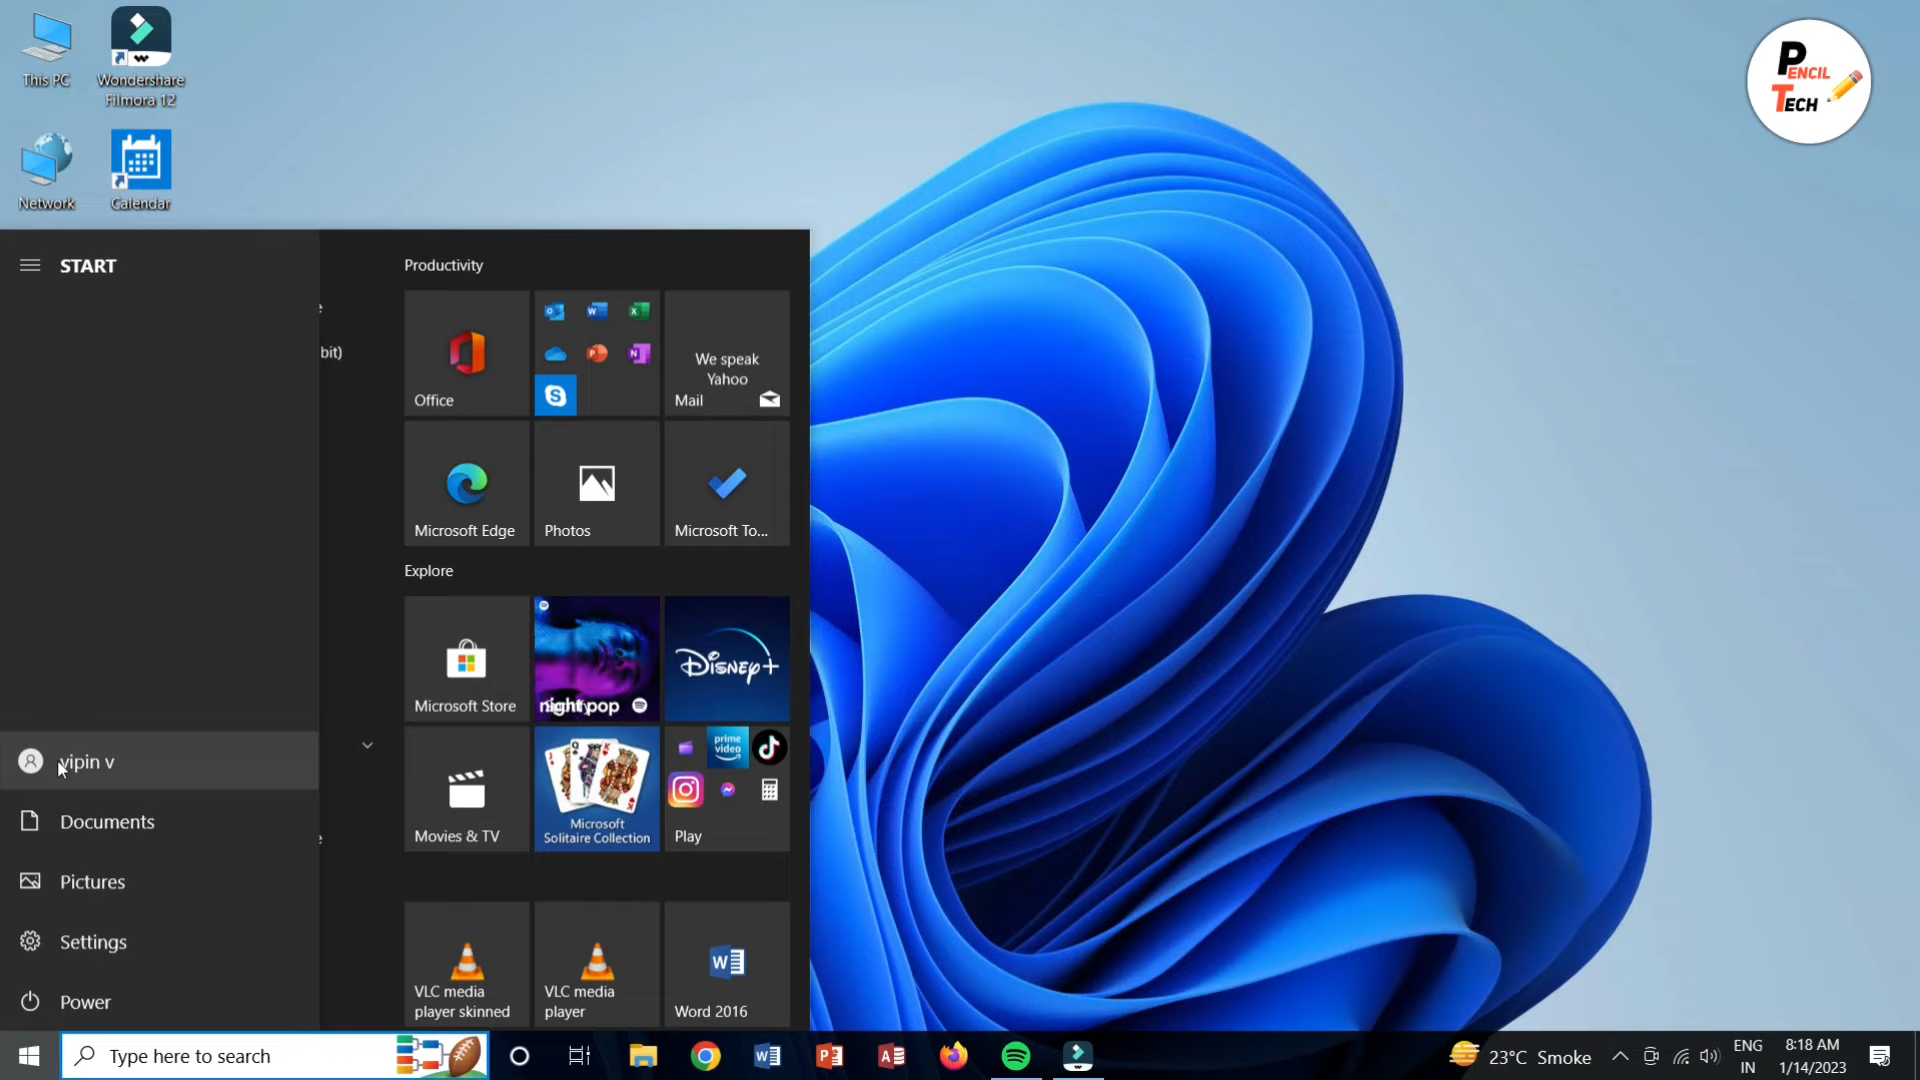 This PC
Wondershare
Filmora 12
Network
Calendar
PENCIL
TECH
START
bit)
vipin v
Documents
Pictures
Settings
Power
Productivity
Office
We speak
Yahoo
Mail
Microsoft Edge
Photos
Microsoft To...
Explore
Microsoft Store
night pop
Disney+
Movies & TV
Microsoft
Solitaire Collection
prime
video
Play
VLC media
player skinned
VLC media
player
Word 2016
Type here to search
23°C Smoke
ENG
IN
8:18 AM
1/14/2023